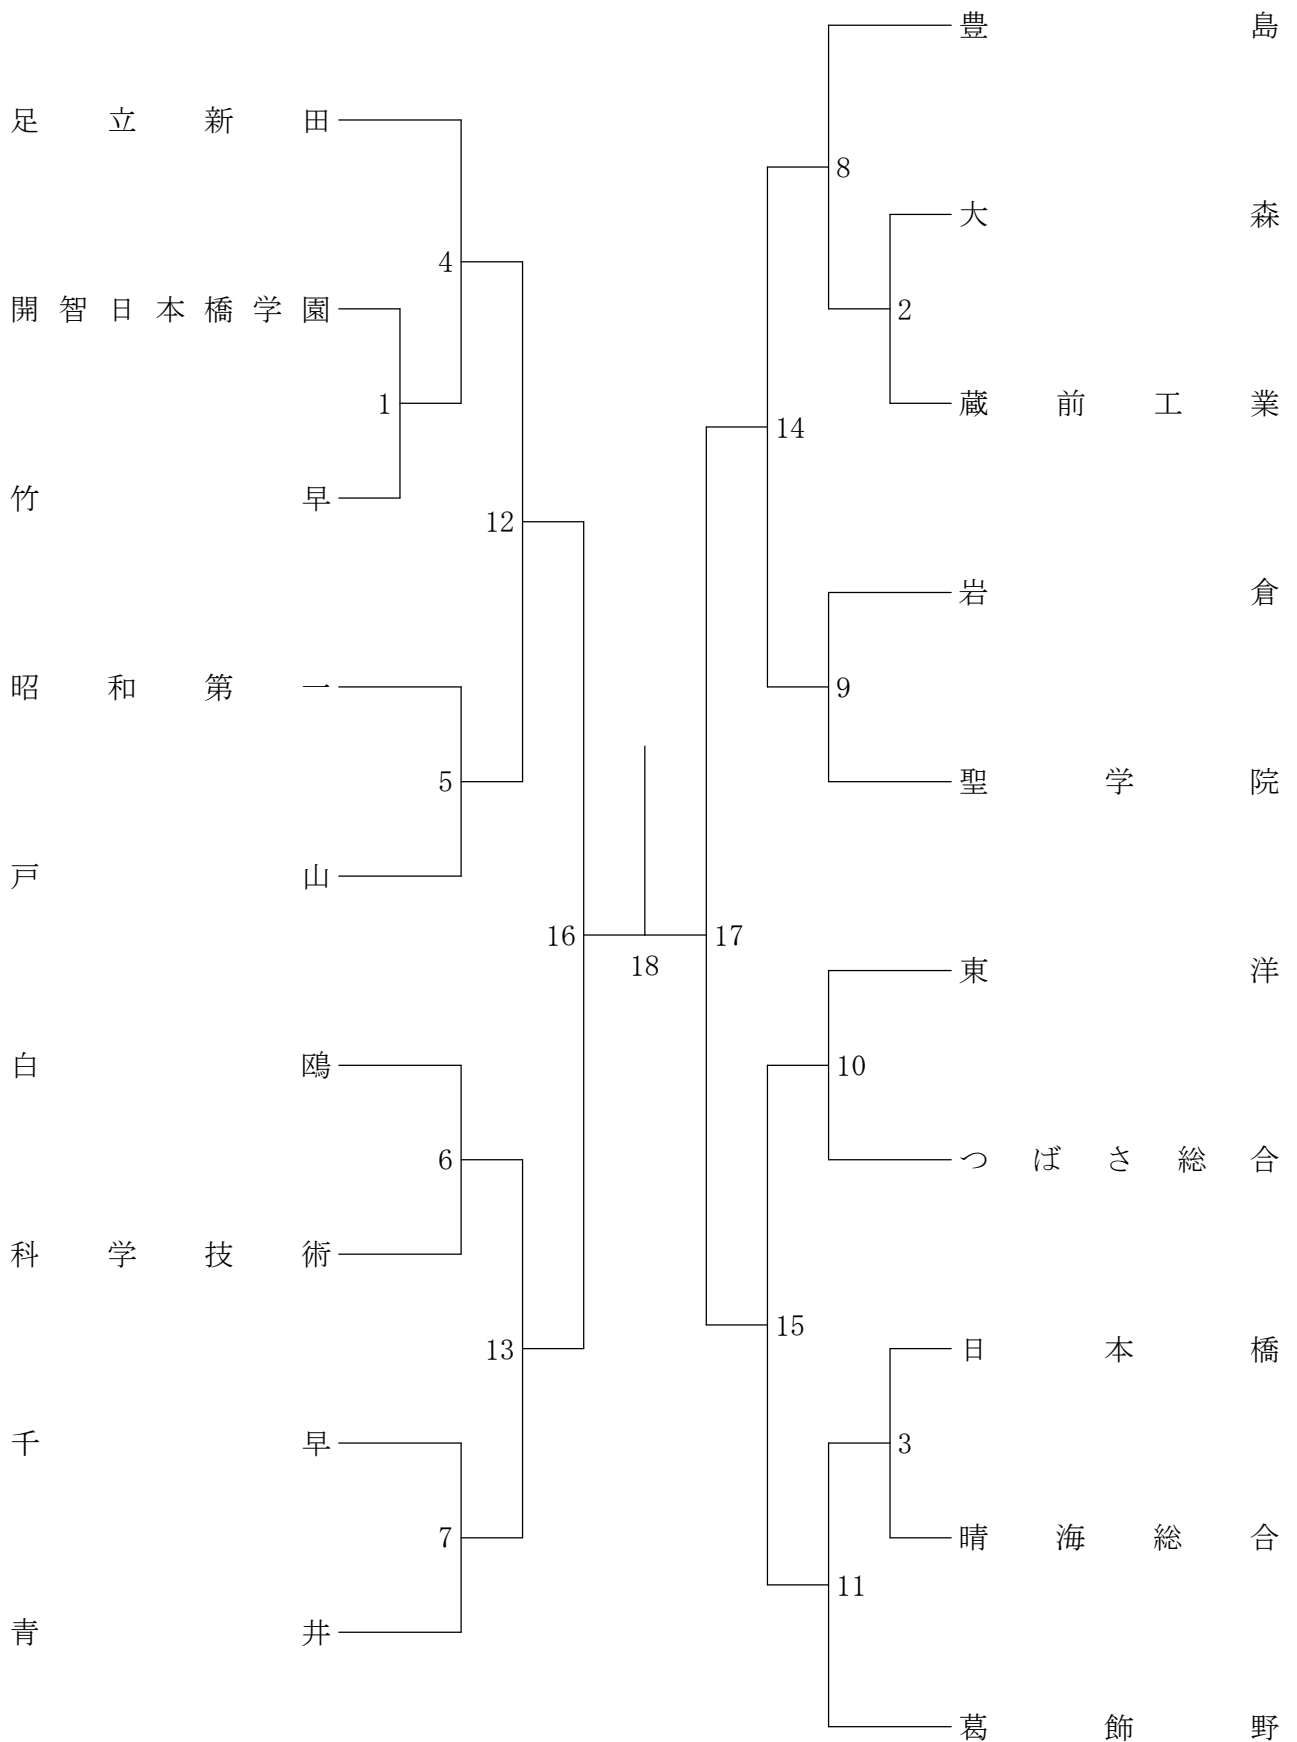 豊島
足立新田
8
大森
4
開智日本橋学園
2
1
蔵前工業
14
竹早
12
岩倉
昭和第一
9
5
聖学院
戸山
16
17
18
東洋
白鴎
10
6
つばさ総合
科学技術
15
13
日本橋
千早
3
7
晴海総合
11
青井
葛飾野